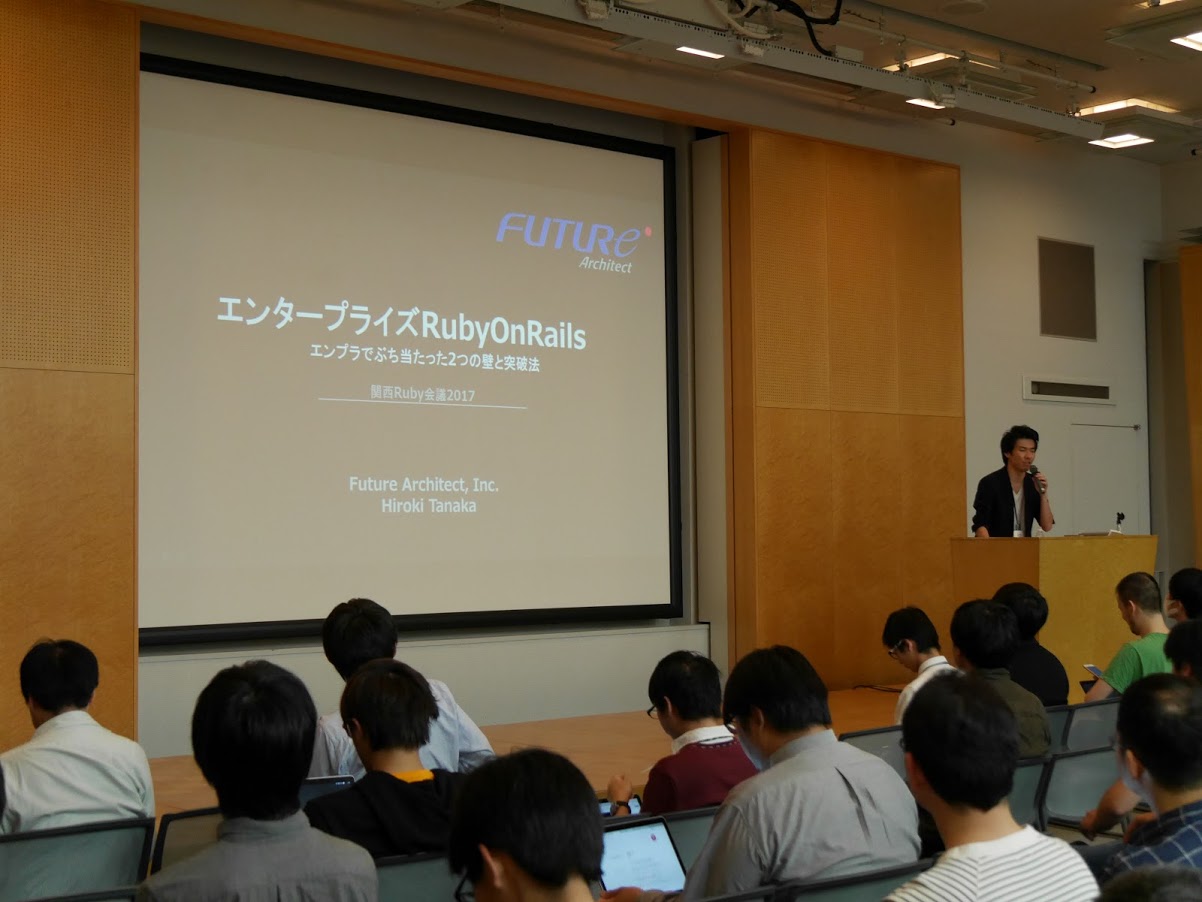 FUTURe
Architect
エンタープライズRubyOnRails
エンプラでぶち当たった2つの壁と突破法
関西Ruby会議2017
Future Architect, Inc.
Hiroki Tanaka